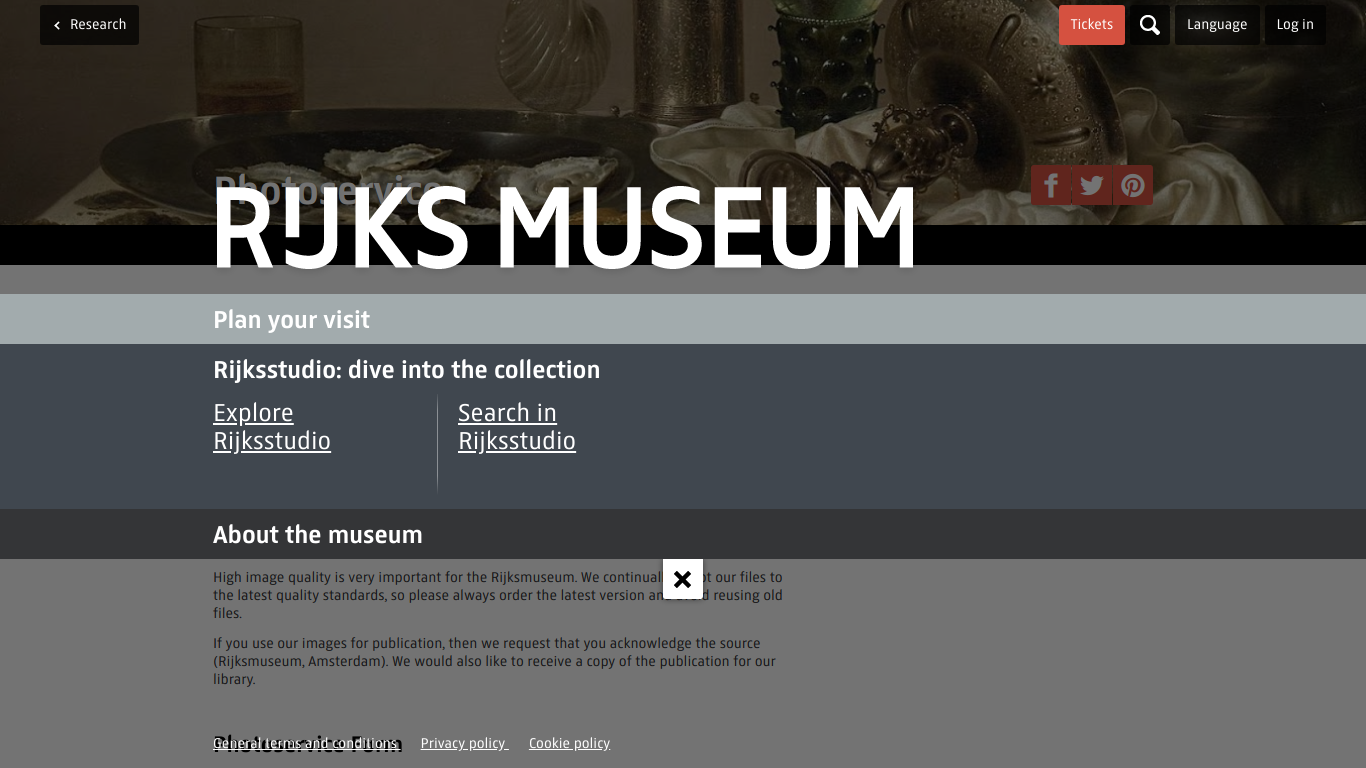 Research
Tickets
Language
Log in
Photoservice
RIJKS MUSEUM
Plan your visit
Rijksstudio: dive into the collection
Explore
Rijksstudio
Search in
Rijksstudio
About the museum
High image quality is very important for the Rijksmuseum. We continually our files to
the latest quality standards, so please always order the latest version and avoid reusing old
files.
If you use our images for publication, then we request that you acknowledge the source
(Rijksmuseum, Amsterdam). We would also like to receive a copy of the publication for our
library.
Photoservice Form
General terms and conditions
Privacy policy
Cookie policy